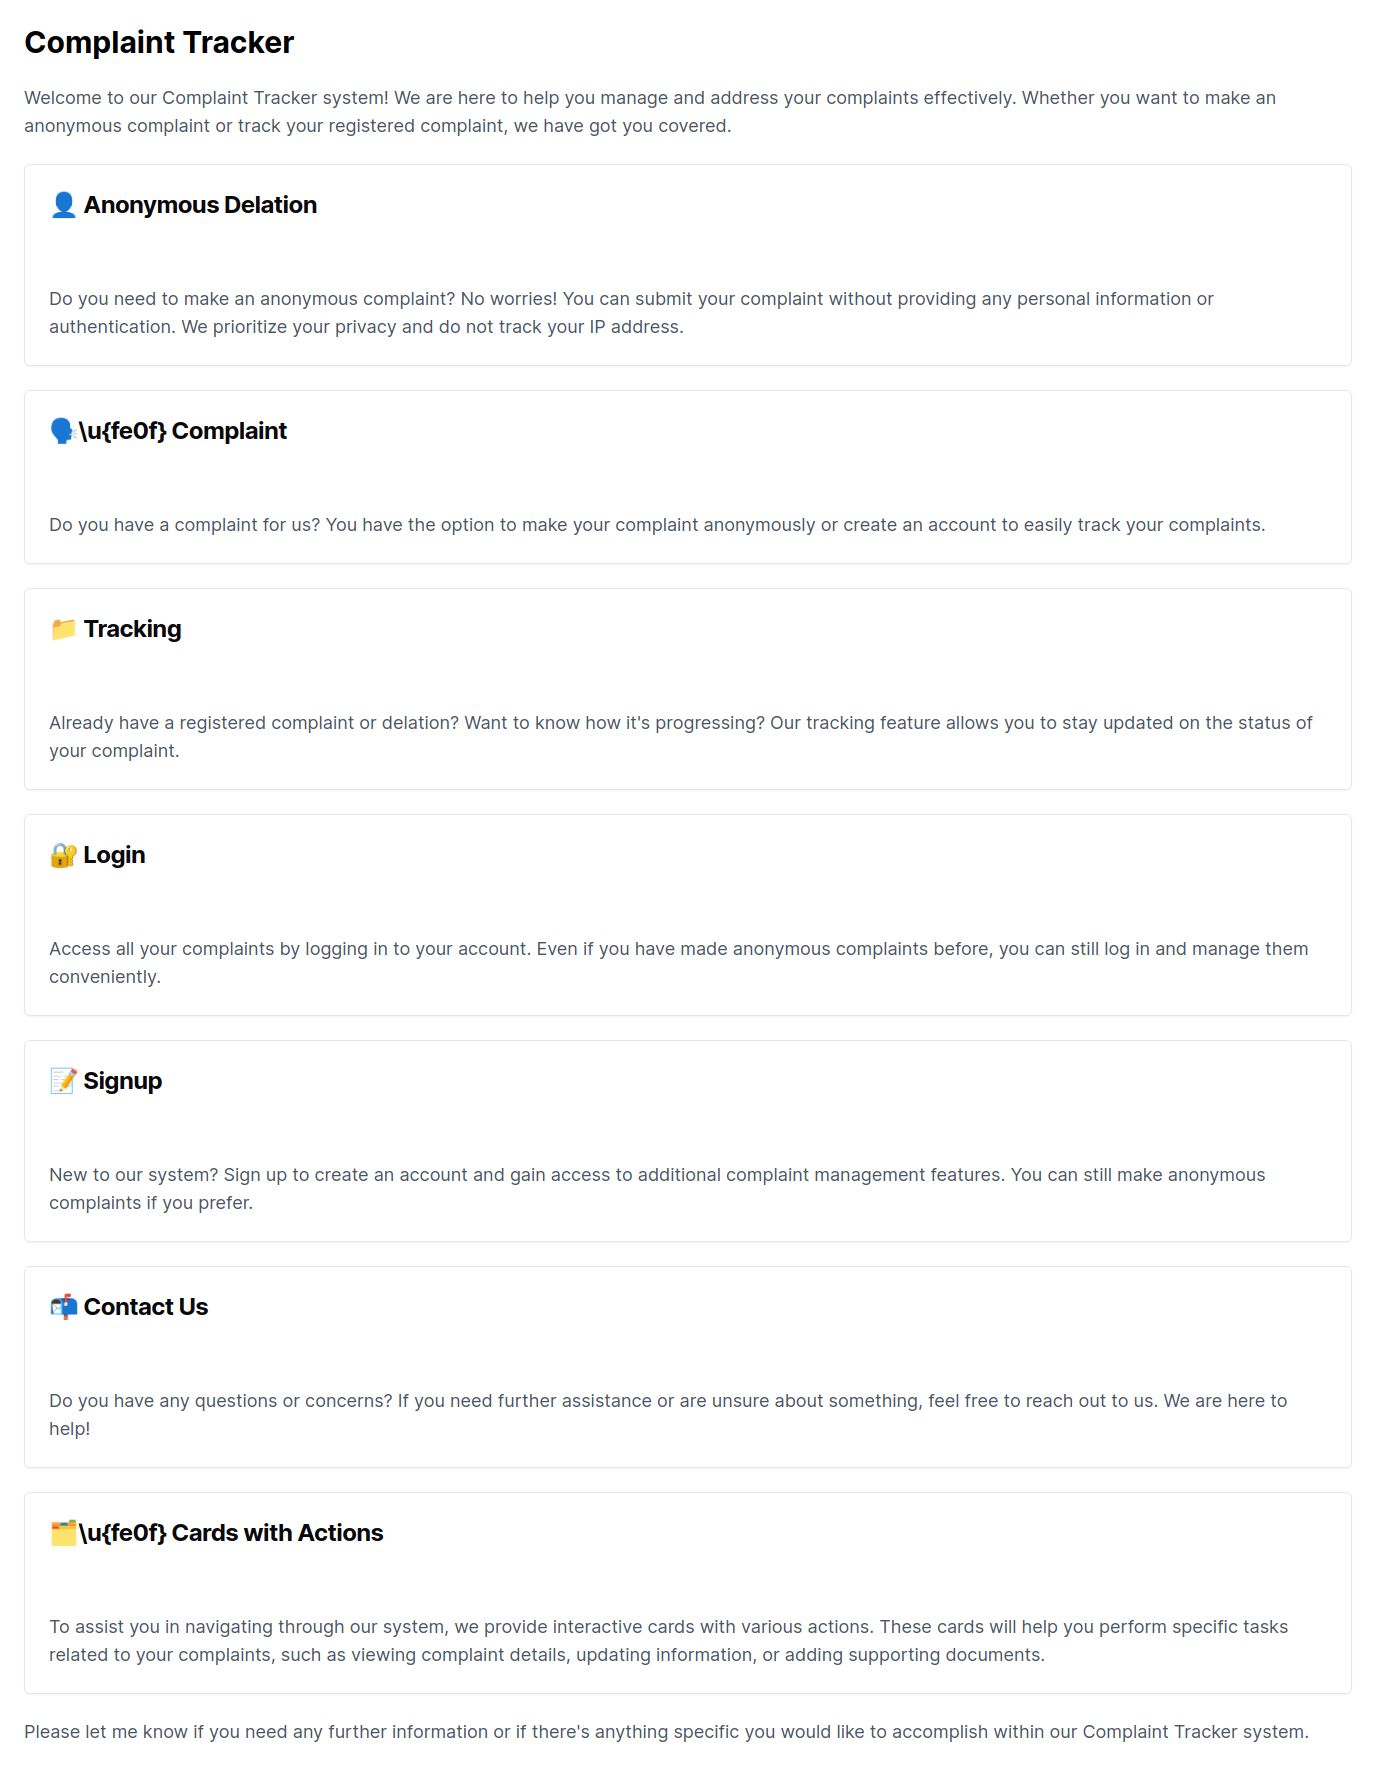 Complaint Tracker
Welcome to our Complaint Tracker system! We are here to help you manage and address your complaints effectively. Whether you want to make an
anonymous complaint or track your registered complaint, we have got you covered.
👤 Anonymous Delation
Do you need to make an anonymous complaint? No worries! You can submit your complaint without providing any personal information or
authentication. We prioritize your privacy and do not track your IP address.
🗣\u{fe0f} Complaint
Do you have a complaint for us? You have the option to make your complaint anonymously or create an account to easily track your complaints.
📁 Tracking
Already have a registered complaint or delation? Want to know how it's progressing? Our tracking feature allows you to stay updated on the status of
your complaint.
🔐 Login
Access all your complaints by logging in to your account. Even if you have made anonymous complaints before, you can still log in and manage them
conveniently.
📝 Signup
New to our system? Sign up to create an account and gain access to additional complaint management features. You can still make anonymous
complaints if you prefer.
📬 Contact Us
Do you have any questions or concerns? If you need further assistance or are unsure about something, feel free to reach out to us. We are here to
help!
🗂\u{fe0f} Cards with Actions
To assist you in navigating through our system, we provide interactive cards with various actions. These cards will help you perform specific tasks
related to your complaints, such as viewing complaint details, updating information, or adding supporting documents.
Please let me know if you need any further information or if there's anything specific you would like to accomplish within our Complaint Tracker system.